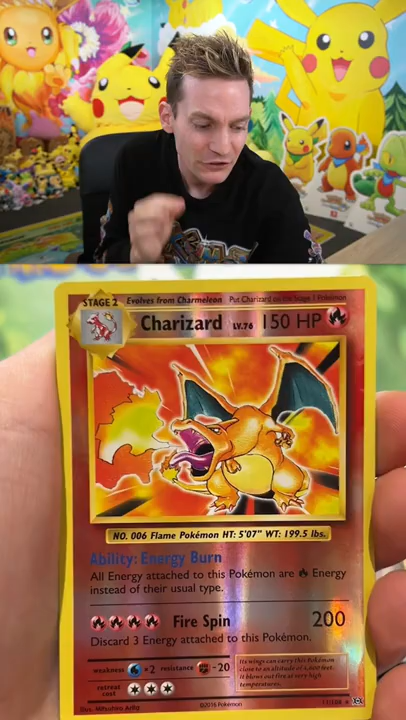 STAGE 2 Evolves from Charmeleon Put Charizard on the Stage 1 Pokémon
Charizard LV.76 150 HP
NO. 006 Flame Pokémon HT: 5'07" WT: 199.5 lbs.
Ability: Energy Burn
All Energy attached to this Pokémon are Energy
instead of their usual type.
Fire Spin 200
Discard 3 Energy attached to this Pokémon.
weakness ×2 resistance -20
retreat
cost
Its wings can carry this Pokémon
close to an altitude of 4,600 feet.
It blows out fire at very high
temperatures.
Illus. Mitsuhiro Arita ©2016 Pokémon 11/108